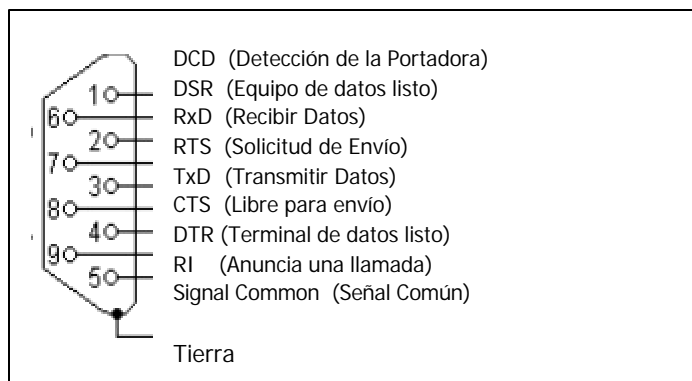 DCD (Detección de la Portadora)
1 DSR (Equipo de datos listo)
6 RxD (Recibir Datos)
2 RTS (Solicitud de Envío)
7 TxD (Transmitir Datos)
3 CTS (Libre para envío)
8 DTR (Terminal de datos listo)
4 RI (Anuncia una llamada)
9 Signal Common (Señal Común)
5
Tierra